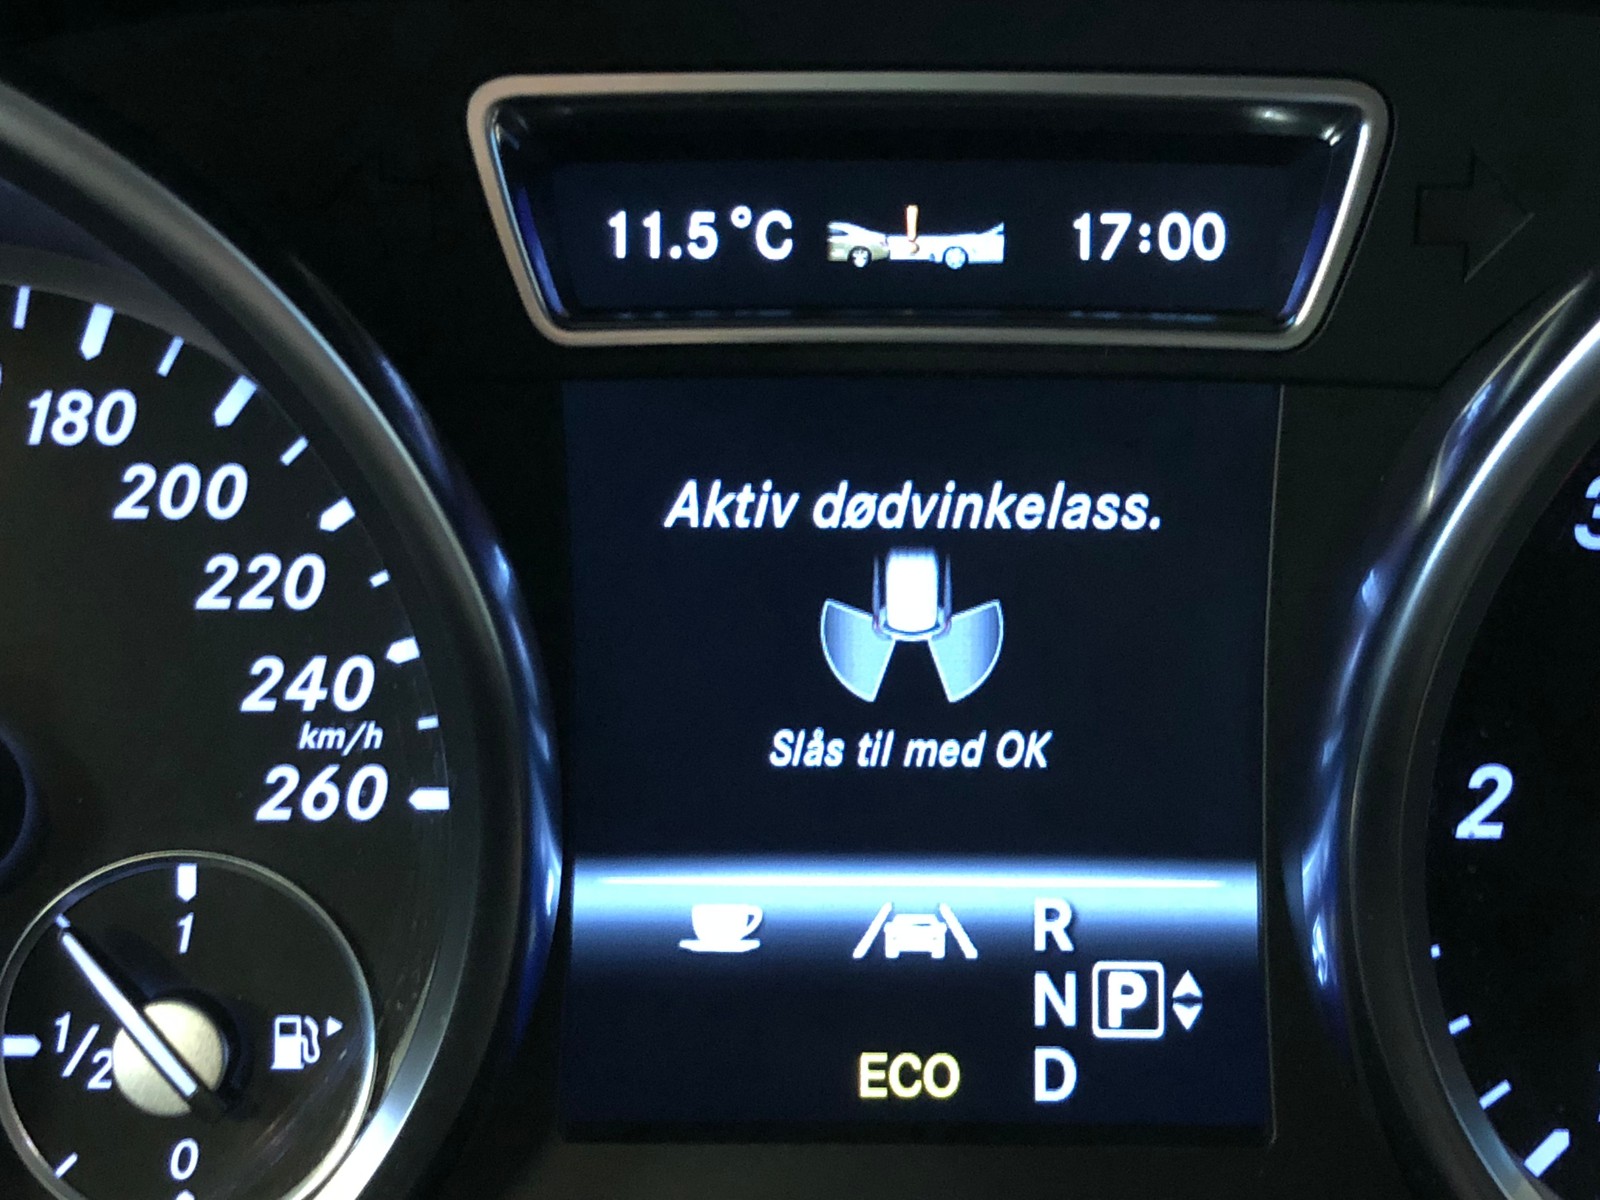 11.5°C 17:00
180
200
220
240
km/h
260
Aktiv dødvinkelass.
Slås til med OK
R
N P
D
ECO
1
1/2
0
2
3